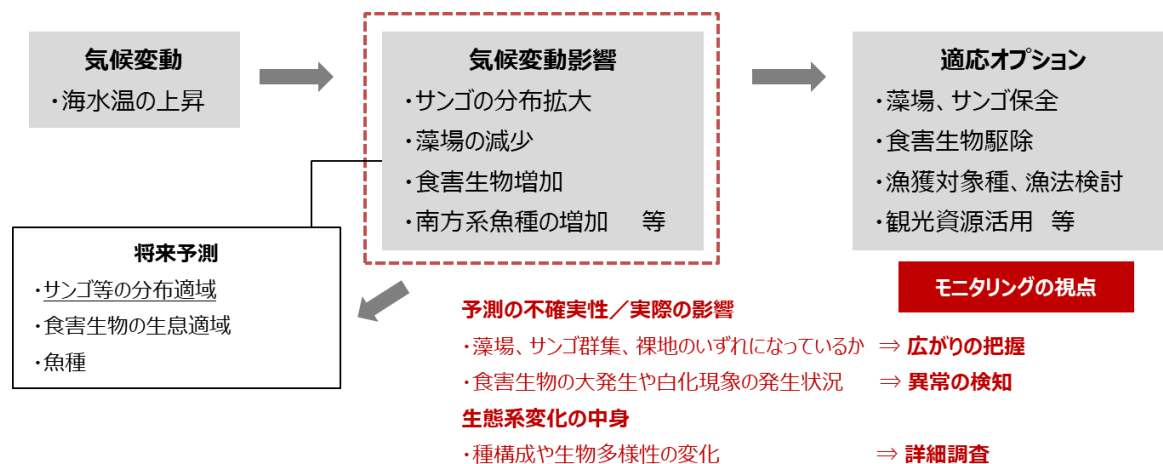 気候変動
・海水温の上昇
気候変動影響
・サンゴの分布拡大
・藻場の減少
・食害生物増加
・南方系魚種の増加　等
適応オプション
・藻場、サンゴ保全
・食害生物駆除
・漁獲対象種、漁法検討
・観光資源活用　等
将来予測
・サンゴ等の分布適域
・食害生物の生息適域
・魚種
モニタリングの視点
予測の不確実性／実際の影響
・藻場、サンゴ群集、裸地のいずれになっているか ⇒ 広がりの把握
・食害生物の大発生や白化現象の発生状況 ⇒ 異常の検知
生態系変化の中身
・種構成や生物多様性の変化 ⇒ 詳細調査